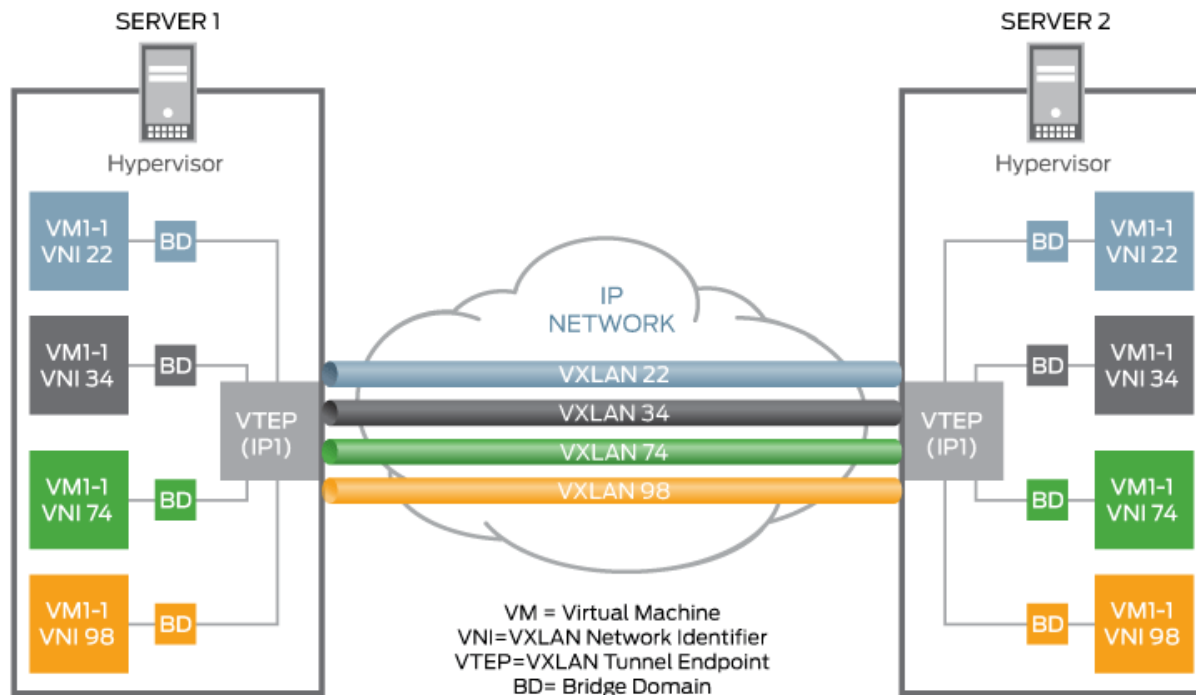 SERVER 1
Hypervisor
VM1-1
VNI 22
BD
VM1-1
VNI 34
BD
VM1-1
VNI 74
BD
VM1-1
VNI 98
BD
VTEP
(IP1)
IP
NETWORK
VXLAN 22
VXLAN 34
VXLAN 74
VXLAN 98
SERVER 2
Hypervisor
BD
VM1-1
VNI 22
BD
VM1-1
VNI 34
BD
VM1-1
VNI 74
BD
VM1-1
VNI 98
VTEP
(IP1)
VM = Virtual Machine
VNI=VXLAN Network Identifier
VTEP=VXLAN Tunnel Endpoint
BD= Bridge Domain